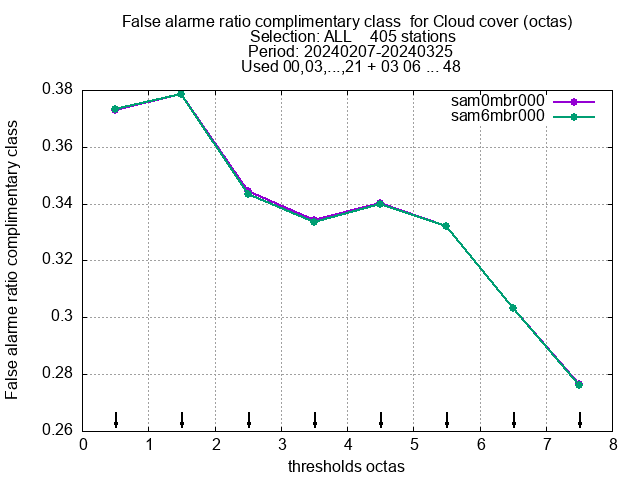 False alarme ratio complimentary class  for Cloud cover (octas)
Selection: ALL    405 stations
Period: 20240207-20240325
Used 00,03,...,21 + 03 06 ... 48
sam0mbr000
sam6mbr000
False alarme ratio complimentary class
0.38
0.36
0.34
0.32
0.3
0.28
0.26
0 1 2 3 4 5 6 7 8
thresholds octas